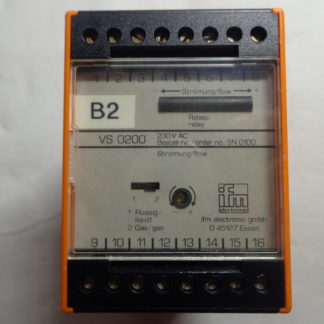 1 2 3 4 5 6 7 8
- Strömung/flow +
B2
Relais/
relay
VS 0200 230V AC
Bestell-Nr./order no.: SN 0100
Strömung/flow
1 2
- +
1 Flüssig/
liquid
2 Gas/gas
ifm
electronic
ifm electronic gmbh
D 45127 Essen
9 10 11 12 13 14 15 16